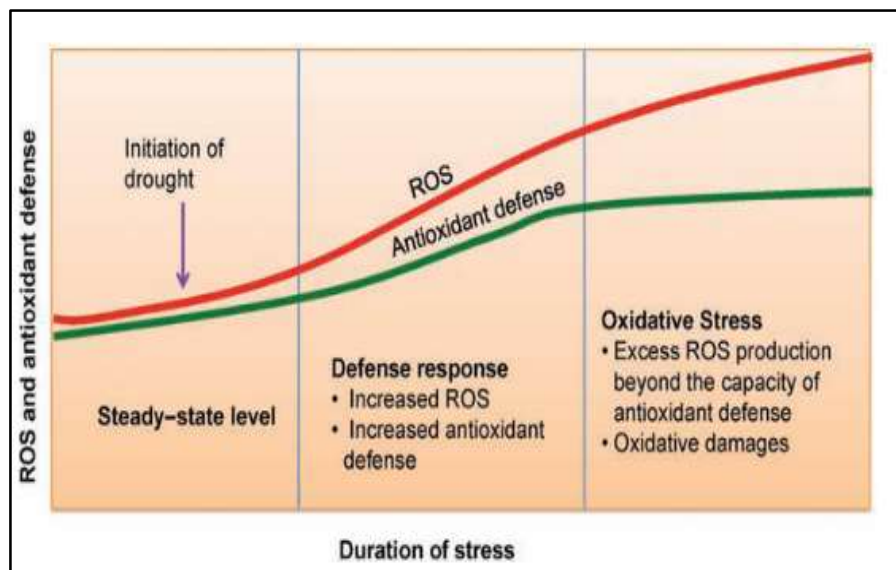 ROS and antioxidant defense
Initiation of
drought
ROS
Antioxidant defense
Steady–state level
Defense response
• Increased ROS
• Increased antioxidant
defense
Oxidative Stress
• Excess ROS production
beyond the capacity of
antioxidant defense
• Oxidative damages
Duration of stress